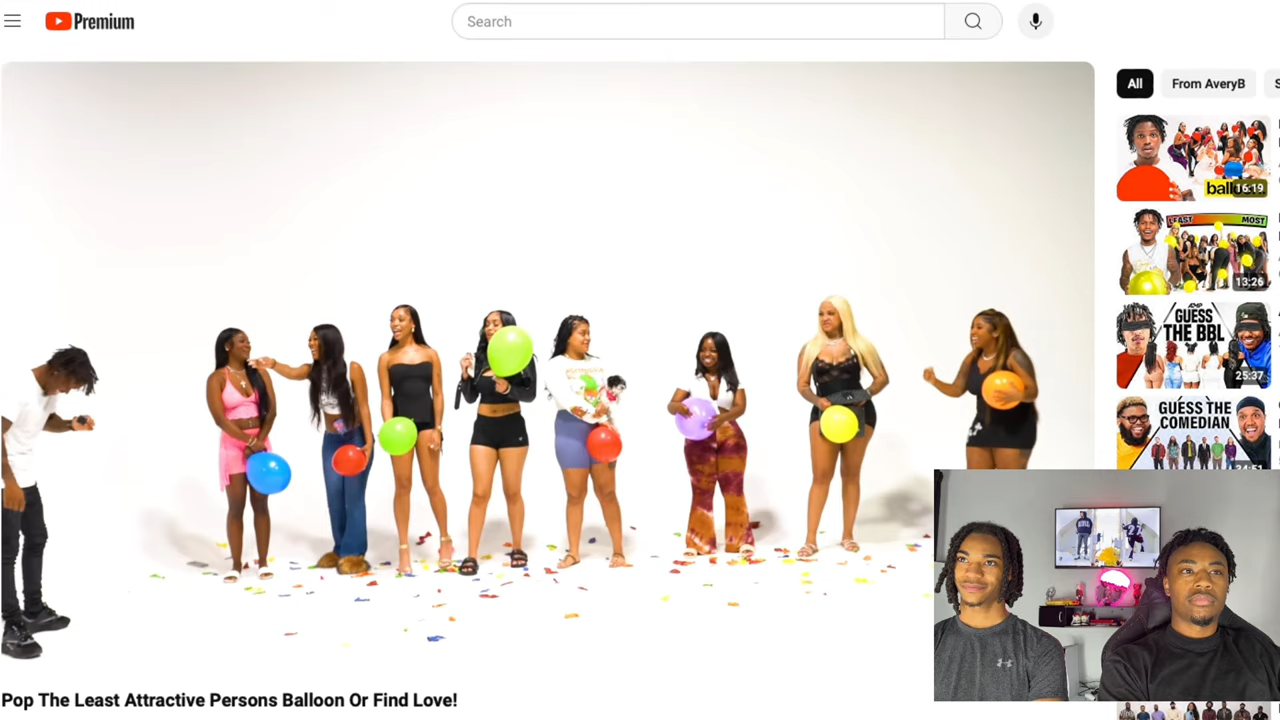 Premium
Search
All
From AveryB
S
16:19
LEAST MOST
13:26
AMP
GUESS
THE BBL
25:37
GUESS THE
COMEDIAN
Pop The Least Attractive Persons Balloon Or Find Love!